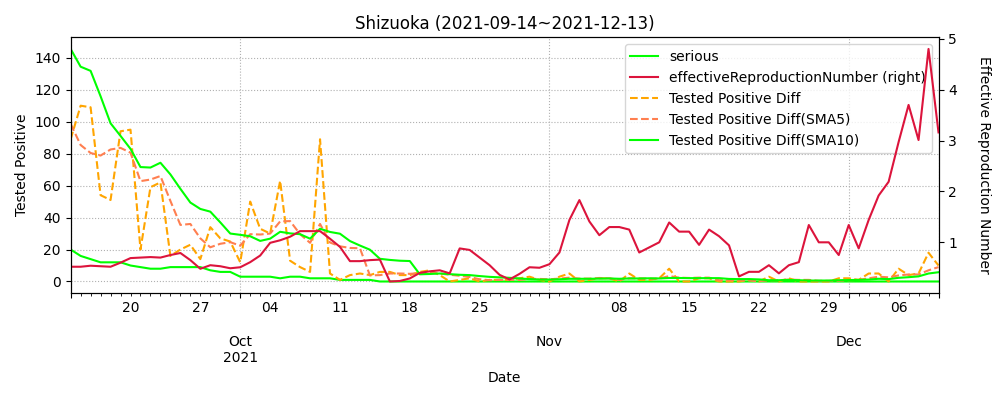 Shizuoka (2021-09-14~2021-12-13)
serious
effectiveReproductionNumber (right)
Tested Positive Diff
Tested Positive Diff(SMA5)
Tested Positive Diff(SMA10)
Tested Positive
140
120
100
80
60
40
20
0
Effective Reproduction Number
5
4
3
2
1
20 27 04 11 18 25 08 15 22 29 06
Oct Nov Dec
2021
Date